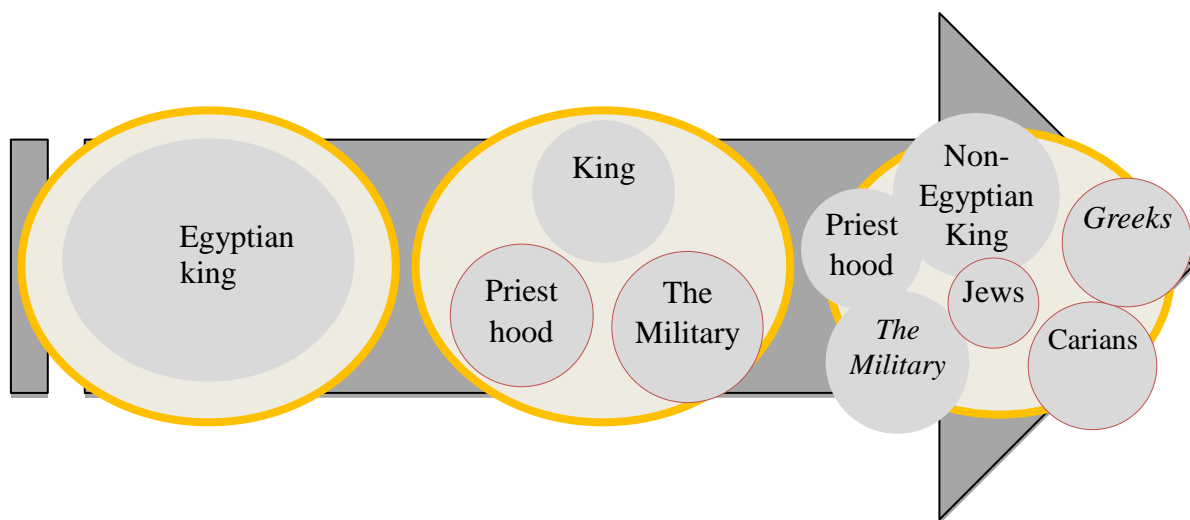 Egyptian
king
King
Priest
hood
The
Military
Non-
Egyptian
King
Priest
hood
Greeks
Jews
The
Military
Carians